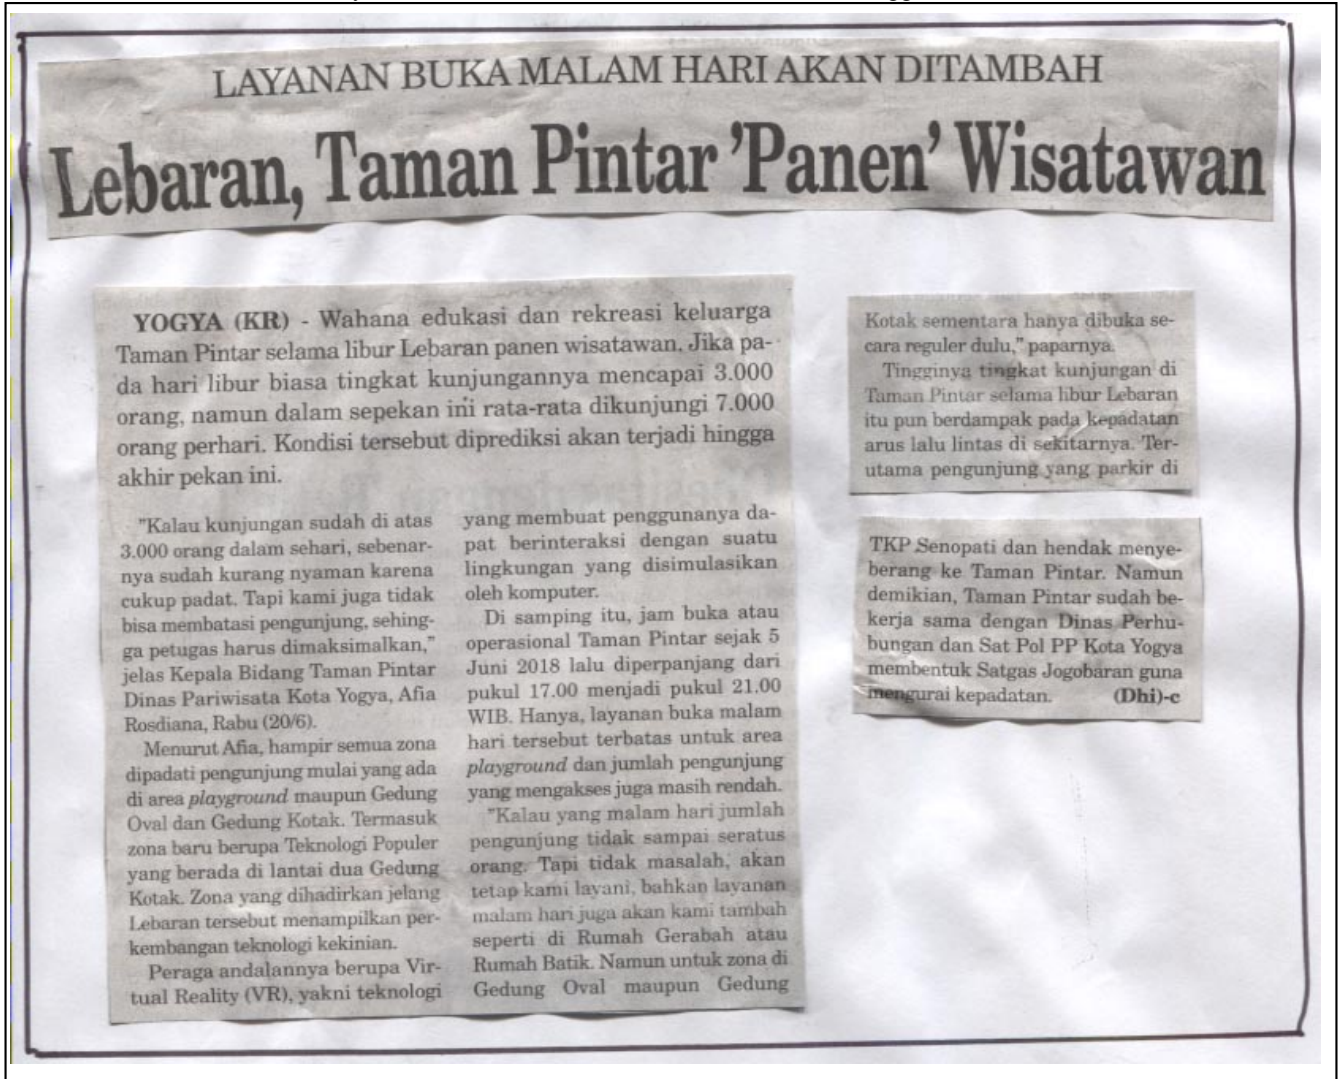 LAYANAN BUKA MALAM HARI AKAN DITAMBAH
Lebaran, Taman Pintar 'Panen' Wisatawan
YOGYA (KR) - Wahana edukasi dan rekreasi keluarga
Taman Pintar selama libur Lebaran panen wisatawan. Jika pa-
da hari libur biasa tingkat kunjungannya mencapai 3.000
orang, namun dalam sepekan ini rata-rata dikunjungi 7.000
orang perhari. Kondisi tersebut diprediksi akan terjadi hingga
akhir pekan ini.
"Kalau kunjungan sudah di atas
3.000 orang dalam sehari, sebenar-
nya sudah kurang nyaman karena
cukup padat. Tapi kami juga tidak
bisa membatasi pengunjung, sehing-
ga petugas harus dimaksimalkan,"
jelas Kepala Bidang Taman Pintar
Dinas Pariwisata Kota Yogya, Afia
Rosdiana, Rabu (20/6).
Menurut Afia, hampir semua zona
dipadati pengunjung mulai yang ada
di area playground maupun Gedung
Oval dan Gedung Kotak. Termasuk
zona baru berupa Teknologi Populer
yang berada di lantai dua Gedung
Kotak. Zona yang dihadirkan jelang
Lebaran tersebut menampilkan per-
kembangan teknologi kekinian.
Peraga andalannya berupa Vir-
tual Reality (VR), yakni teknologi
yang membuat penggunanya da-
pat berinteraksi dengan suatu
lingkungan yang disimulasikan
oleh komputer.
Di samping itu, jam buka atau
operasional Taman Pintar sejak 5
Juni 2018 lalu diperpanjang dari
pukul 17.00 menjadi pukul 21.00
WIB. Hanya, layanan buka malam
hari tersebut terbatas untuk area
playground dan jumlah pengunjung
yang mengakses juga masih rendah.
"Kalau yang malam hari jumlah
pengunjung tidak sampai seratus
orang. Tapi tidak masalah, akan
tetap kami layani, bahkan layanan
malam hari juga akan kami tambah
seperti di Rumah Gerabah atau
Rumah Batik. Namun untuk zona di
Gedung Oval maupun Gedung
Kotak sementara hanya dibuka se-
cara reguler dulu," paparnya.
Tingginya tingkat kunjungan di
Taman Pintar selama libur Lebaran
itu pun berdampak pada kepadatan
arus lalu lintas di sekitarnya. Ter-
utama pengunjung yang parkir di
TKP Senopati dan hendak menye-
berang ke Taman Pintar. Namun
demikian, Taman Pintar sudah be-
kerja sama dengan Dinas Perhu-
bungan dan Sat Pol PP Kota Yogya
membentuk Satgas Jogobaran guna
mengurai kepadatan. (Dhi)-c